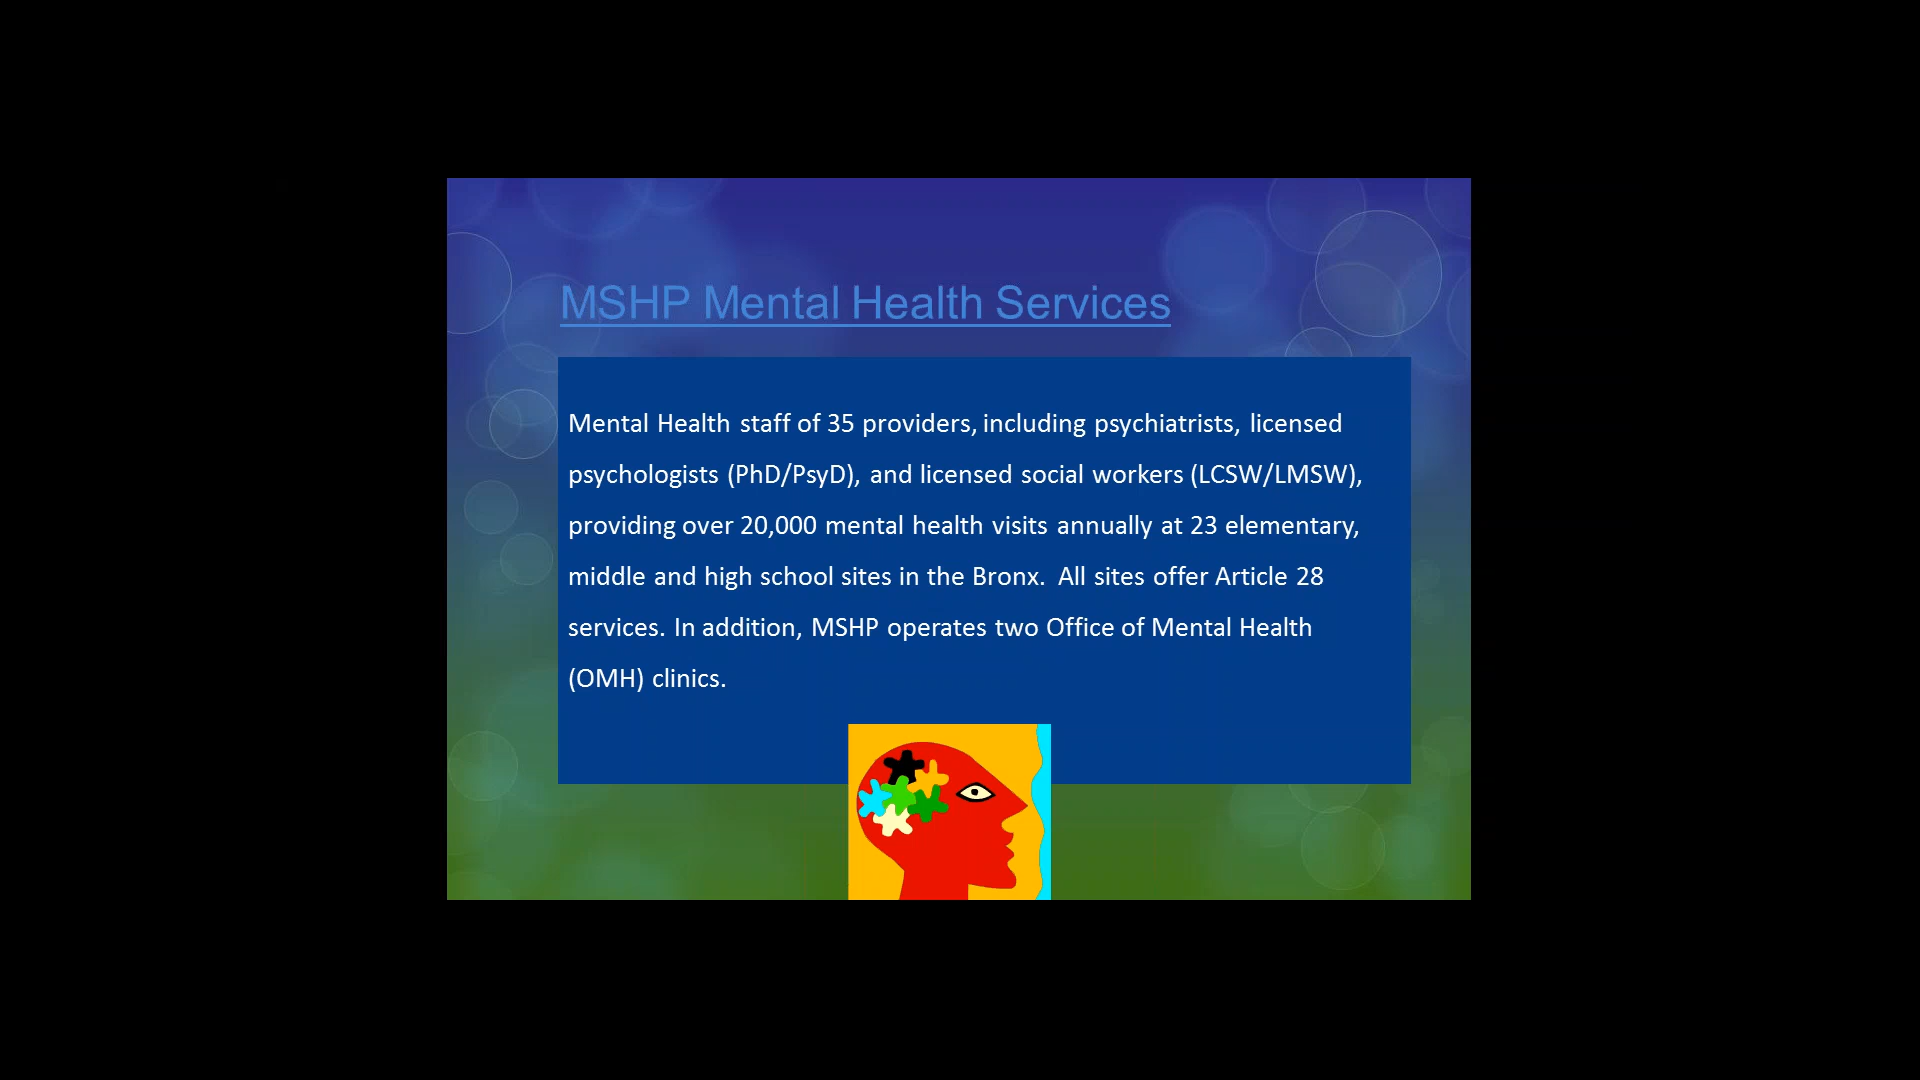 MSHP Mental Health Services
Mental Health staff of 35 providers, including psychiatrists, licensed
psychologists (PhD/PsyD), and licensed social workers (LCSW/LMSW),
providing over 20,000 mental health visits annually at 23 elementary,
middle and high school sites in the Bronx.  All sites offer Article 28
services. In addition, MSHP operates two Office of Mental Health
(OMH) clinics.